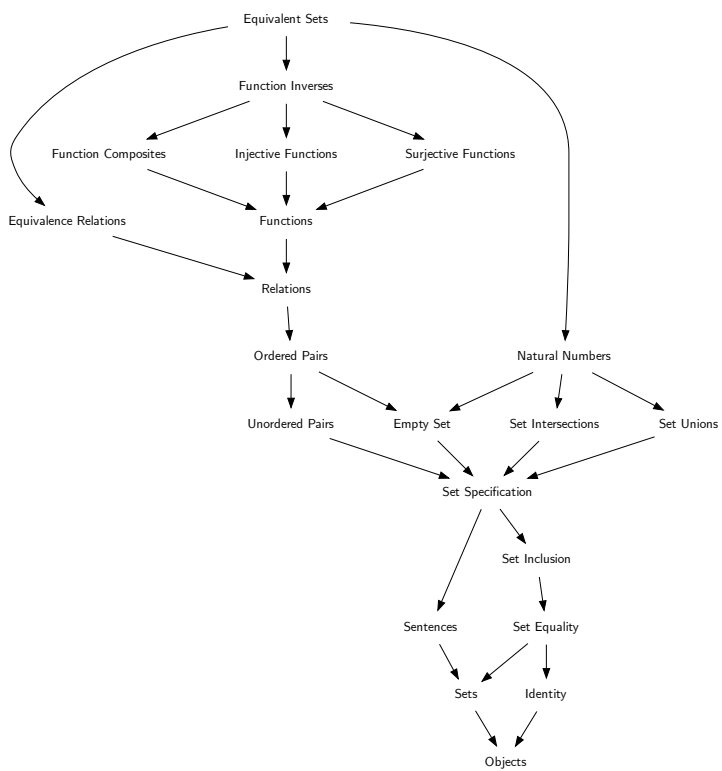 Equivalent Sets
Function Inverses
Function Composites
Injective Functions
Surjective Functions
Equivalence Relations
Functions
Relations
Ordered Pairs
Natural Numbers
Unordered Pairs
Empty Set
Set Intersections
Set Unions
Set Specification
Set Inclusion
Sentences
Set Equality
Sets
Identity
Objects